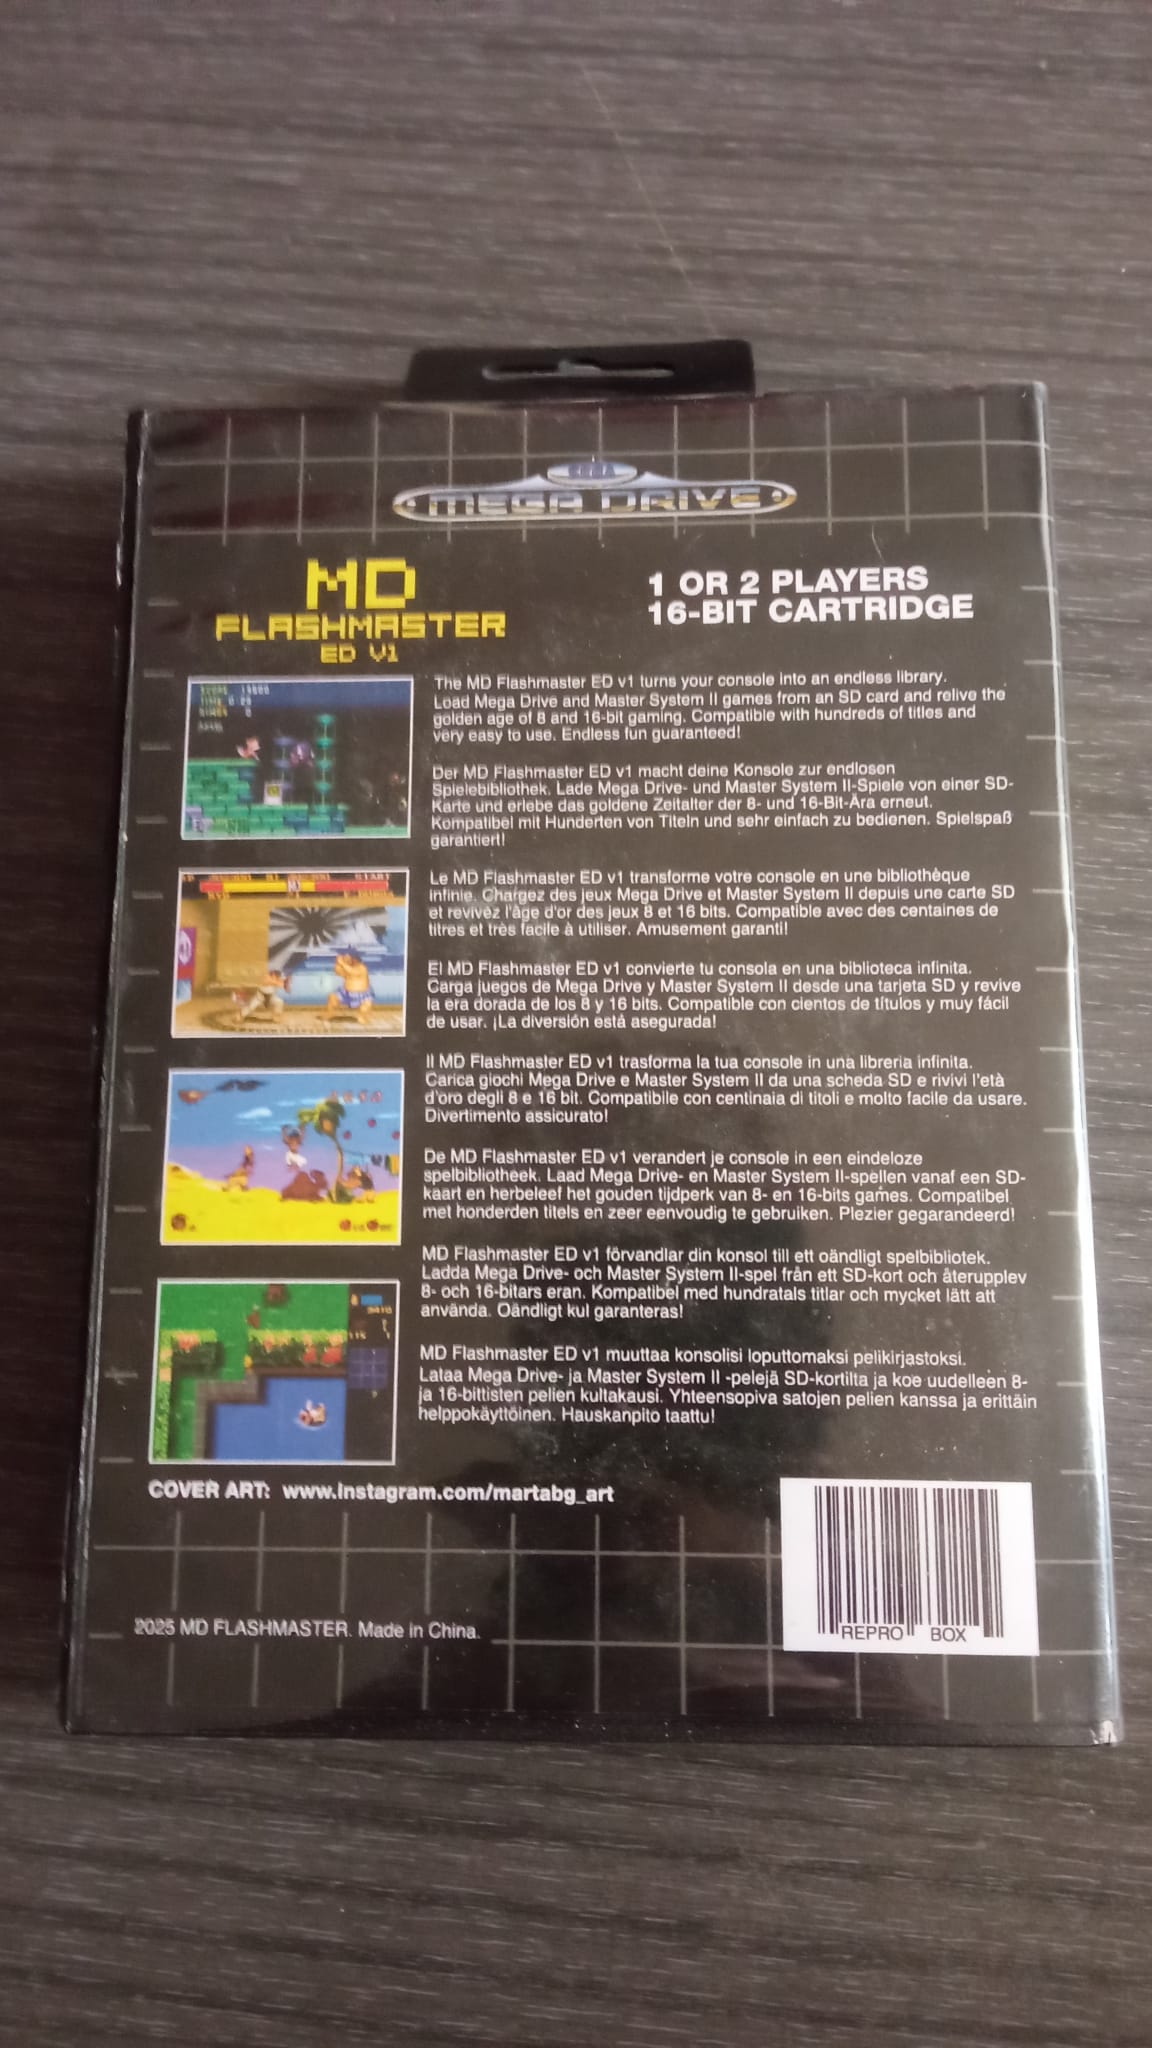 SEGA
MEGA DRIVE
MD
FLASHMASTER
ED V1
1 OR 2 PLAYERS
16-BIT CARTRIDGE
The MD Flashmaster ED v1 turns your console into an endless library.
Load Mega Drive and Master System II games from an SD card and relive the
golden age of 8 and 16-bit gaming. Compatible with hundreds of titles and
very easy to use. Endless fun guaranteed!
Der MD Flashmaster ED v1 macht deine Konsole zur endlosen
Spielebibliothek. Lade Mega Drive- und Master System II-Spiele von einer SD-
Karte und erlebe das goldene Zeitalter der 8- und 16-Bit-Ära erneut.
Kompatibel mit Hunderten von Titeln und sehr einfach zu bedienen. Spielspaß
garantiert!
Le MD Flashmaster ED v1 transforme votre console en une bibliothèque
infinie. Chargez des jeux Mega Drive et Master System II depuis une carte SD
et revivez l'âge d'or des jeux 8 et 16 bits. Compatible avec des centaines de
titres et très facile à utiliser. Amusement garanti!
El MD Flashmaster ED v1 convierte tu consola en una biblioteca infinita.
Carga juegos de Mega Drive y Master System II desde una tarjeta SD y revive
la era dorada de los 8 y 16 bits. Compatible con cientos de títulos y muy fácil
de usar. ¡La diversión está asegurada!
Il MD Flashmaster ED v1 trasforma la tua console in una libreria infinita.
Carica giochi Mega Drive e Master System II da una scheda SD e rivivi l'età
d'oro degli 8 e 16 bit. Compatibile con centinaia di titoli e molto facile da usare.
Divertimento assicurato!
De MD Flashmaster ED v1 verandert je console in een eindeloze
spelbibliotheek. Laad Mega Drive- en Master System II-spellen vanaf een SD-
kaart en herbeleef het gouden tijdperk van 8- en 16-bits games. Compatibel
met honderden titels en zeer eenvoudig te gebruiken. Plezier gegarandeerd!
MD Flashmaster ED v1 förvandlar din konsol till ett oändligt spelbibliotek.
Ladda Mega Drive- och Master System II-spel från ett SD-kort och återupplev
8- och 16-bitars eran. Kompatibel med hundratals titlar och mycket lätt att
använda. Oändligt kul garanteras!
MD Flashmaster ED v1 muuttaa konsolisi loputtomaksi pelikirjastoksi.
Lataa Mega Drive- ja Master System II -pelejä SD-kortilta ja koe uudelleen 8-
ja 16-bittisten pelien kultakausi. Yhteensopiva satojen pelien kanssa ja erittäin
helppokäyttöinen. Hauskanpito taattu!
COVER ART: www.instagram.com/martabg_art
2025 MD FLASHMASTER. Made in China.
REPRO BOX